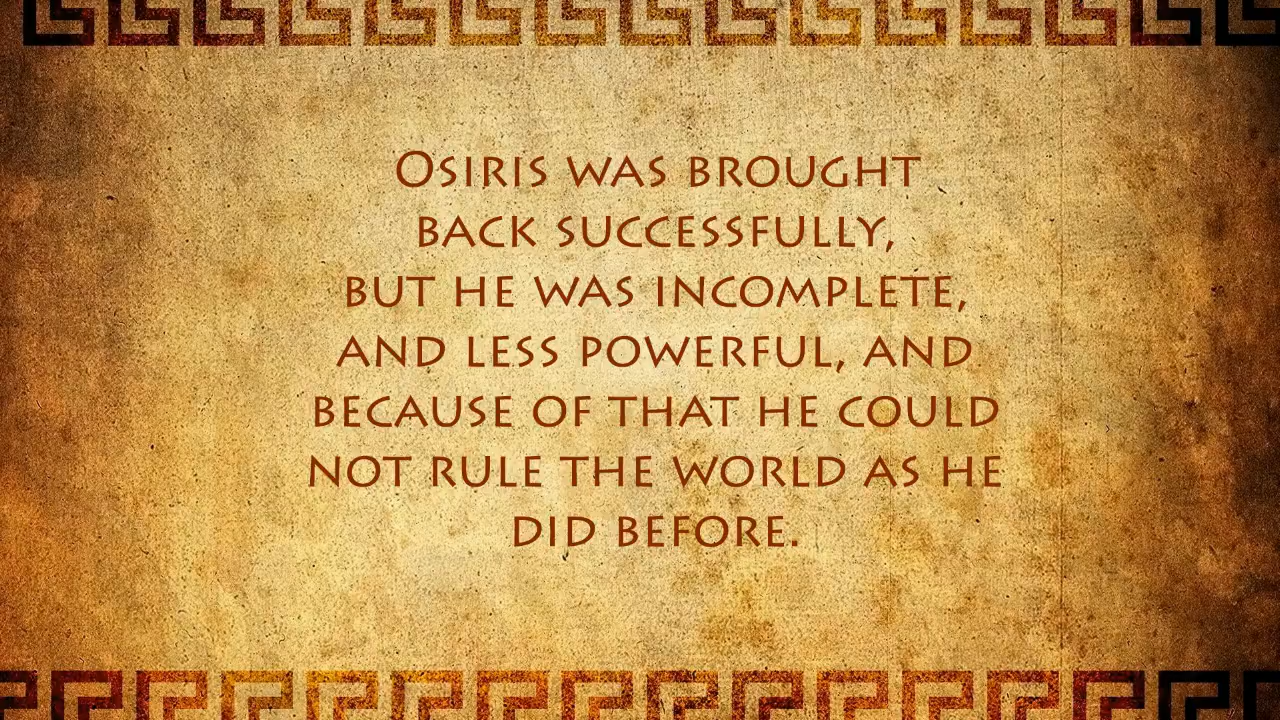 Osiris was brought
back successfully,
but he was incomplete,
and less powerful, and
because of that he could
not rule the world as he
did before.